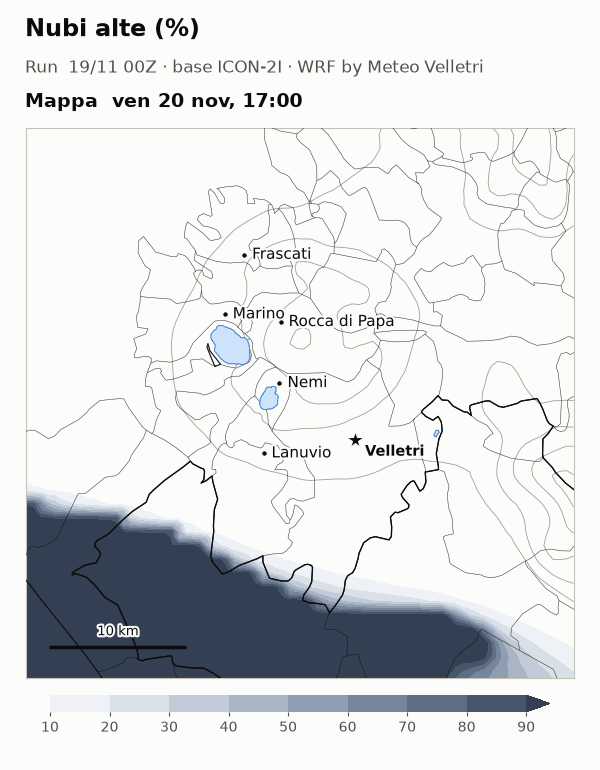 Nubi alte (%)
Run  19/11 00Z · base ICON-2I · WRF by Meteo Velletri
Mappa  ven 20 nov, 17:00
Frascati
Marino
Rocca di Papa
Nemi
Velletri
Lanuvio
10 km
10 20 30 40 50 60 70 80 90